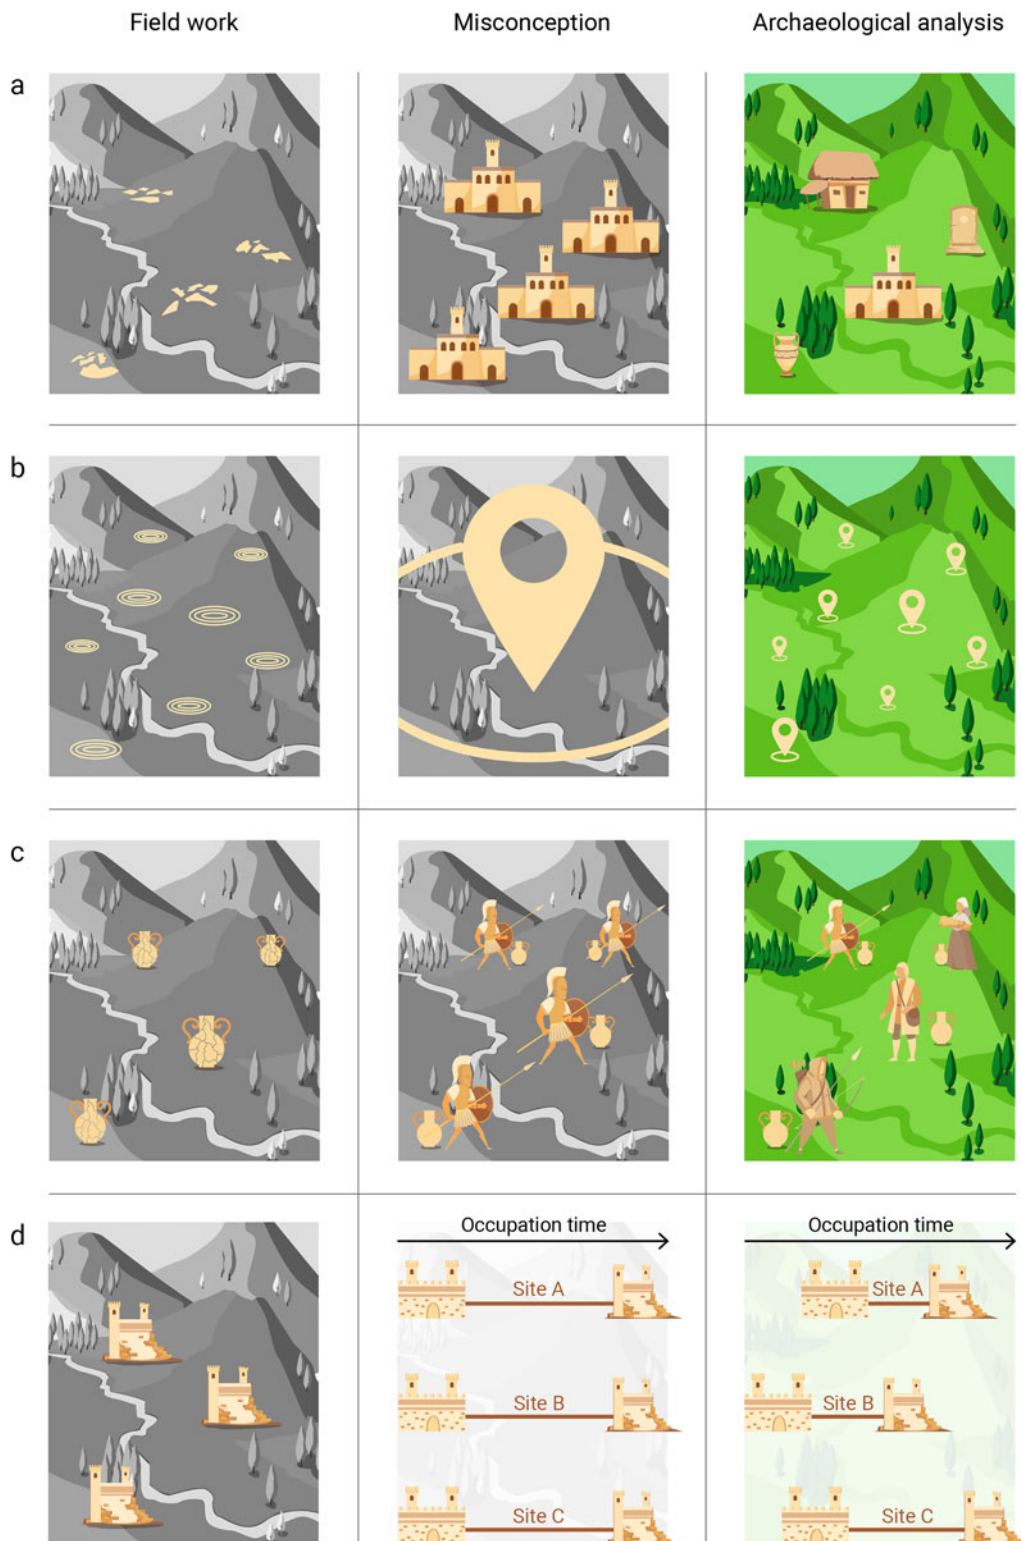 Field work
Misconception
Archaeological analysis
a
b
c
d
Occupation time
Site A
Site B
Site C
Occupation time
Site A
Site B
Site C